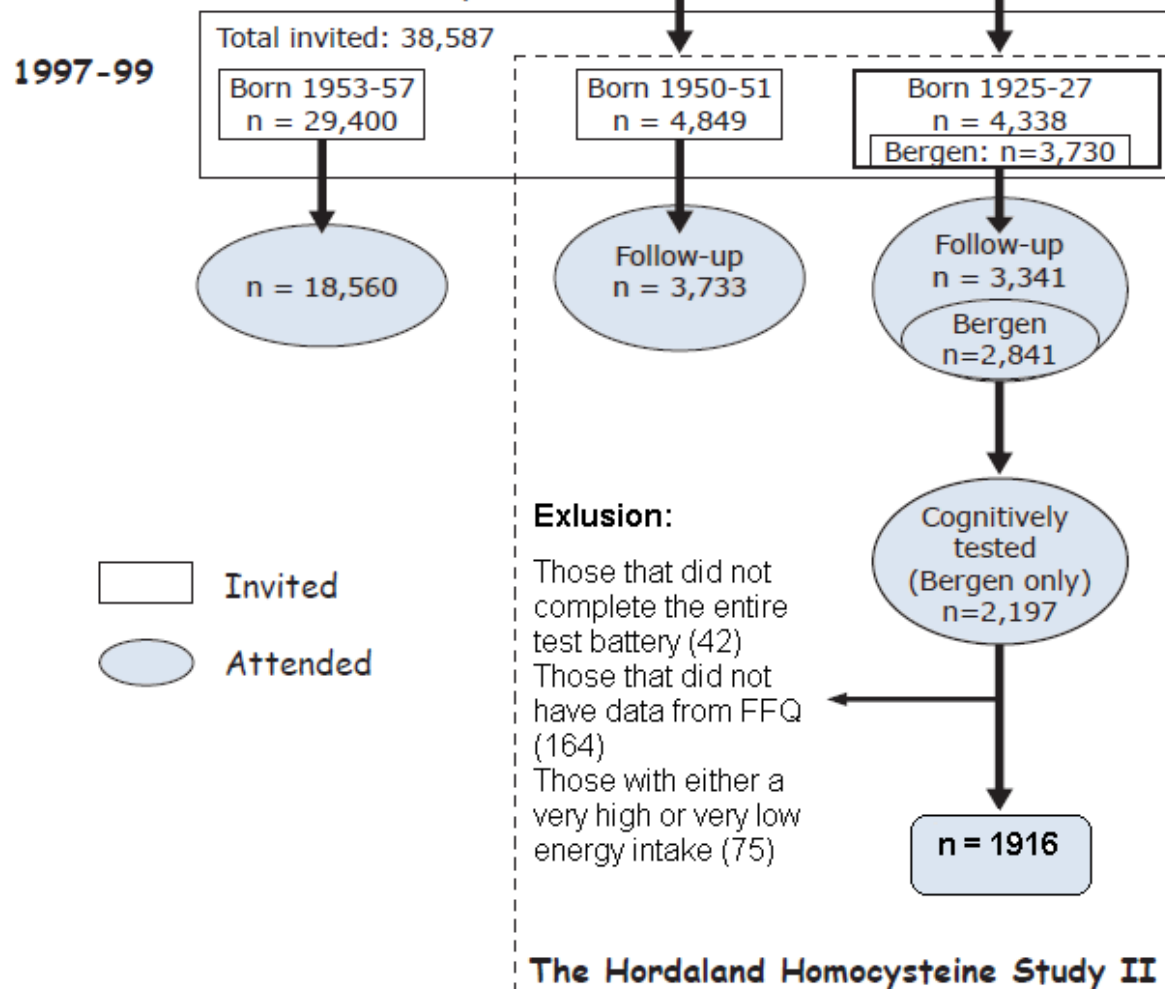 Total invited: 38,587
1997-99
Born 1953-57
n = 29,400
Born 1950-51
n = 4,849
Born 1925-27
n = 4,338
Bergen: n=3,730
n = 18,560
Follow-up
n = 3,733
Follow-up
n = 3,341
Bergen
n=2,841
Cognitively
tested
(Bergen only)
n=2,197
Exlusion:
Those that did not
complete the entire
test battery (42)
Those that did not
have data from FFQ
(164)
Those with either a
very high or very low
energy intake (75)
Invited
Attended
n = 1916
The Hordaland Homocysteine Study II